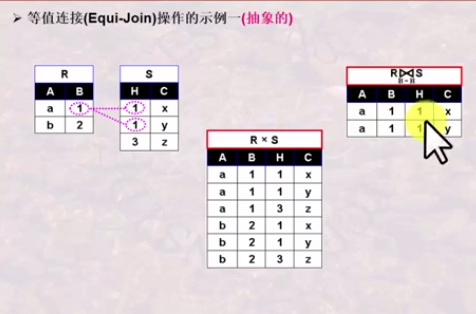 ➢ 等值连接(Equi-Join)操作的示例一(抽象的)
R
A B
a 1
b 2
S
H C
1 x
1 y
3 z
R × S
A B H C
a 1 1 x
a 1 1 y
a 1 3 z
b 2 1 x
b 2 1 y
b 2 3 z
R⋈S
B = H
A B H C
a 1 1 x
a 1 1 y